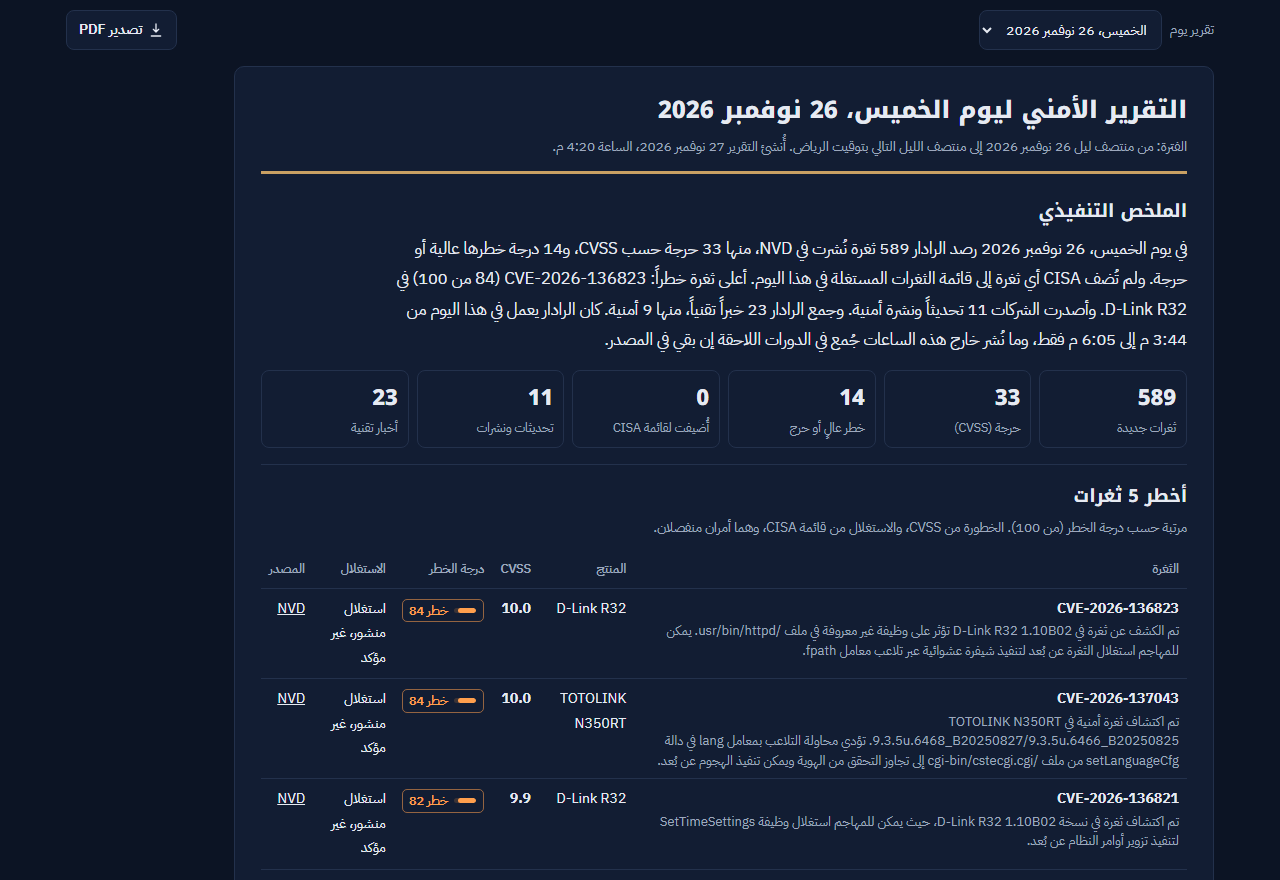 تقرير يوم
الخميس، 26 نوفمبر 2026
تصدير PDF
التقرير الأمني ليوم الخميس، 26 نوفمبر 2026
الفترة: من منتصف ليل 26 نوفمبر 2026 إلى منتصف الليل التالي بتوقيت الرياض. أُنشئ التقرير 27 نوفمبر 2026، الساعة 4:20 م.
الملخص التنفيذي
في يوم الخميس، 26 نوفمبر 2026 رصد الرادار 589 ثغرة نُشرت في NVD، منها 33 حرجة حسب CVSS، و14 درجة خطرها عالية أو
حرجة. ولم تُضف CISA أي ثغرة إلى قائمة الثغرات المستغلة في هذا اليوم. أعلى ثغرة خطراً: CVE-2026-136823 (84 من 100) في
D-Link R32. وأصدرت الشركات 11 تحديثاً ونشرة أمنية. وجمع الرادار 23 خبراً تقنياً، منها 9 أمنية. كان الرادار يعمل في هذا اليوم من
3:44 م إلى 6:05 م فقط، وما نُشر خارج هذه الساعات جُمع في الدورات اللاحقة إن بقي في المصدر.
589
ثغرات جديدة
33
حرجة (CVSS)
14
خطر عالٍ أو حرج
0
أُضيفت لقائمة CISA
11
تحديثات ونشرات
23
أخبار تقنية
أخطر 5 ثغرات
مرتبة حسب درجة الخطر (من 100). الخطورة من CVSS، والاستغلال من قائمة CISA، وهما أمران منفصلان.
الثغرة المنتج CVSS درجة الخطر الاستغلال المصدر
CVE-2026-136823
تم الكشف عن ثغرة في D-Link R32 1.10B02 تؤثر على وظيفة غير معروفة في ملف /usr/bin/httpd. يمكن
للمهاجم استغلال الثغرة عن بُعد لتنفيذ شيفرة عشوائية عبر تلاعب معامل fpath.
D-Link R32
10.0
خطر 84
استغلال
منشور، غير
مؤكد
NVD
CVE-2026-137043
تم اكتشاف ثغرة أمنية في TOTOLINK N350RT
9.3.5u.6468_B20250827/9.3.5u.6466_B20250825. تؤدي محاولة التلاعب بمعامل lang في دالة
setLanguageCfg من ملف /cgi-bin/cstecgi.cgi إلى تجاوز التحقق من الهوية ويمكن تنفيذ الهجوم عن بُعد.
TOTOLINK
N350RT
10.0
خطر 84
استغلال
منشور، غير
مؤكد
NVD
CVE-2026-136821
تم اكتشاف ثغرة في نسخة D-Link R32 1.10B02، حيث يمكن للمهاجم استغلال وظيفة SetTimeSettings
لتنفيذ تزوير أوامر النظام عن بُعد.
D-Link R32
9.9
خطر 82
استغلال
منشور، غير
مؤكد
NVD